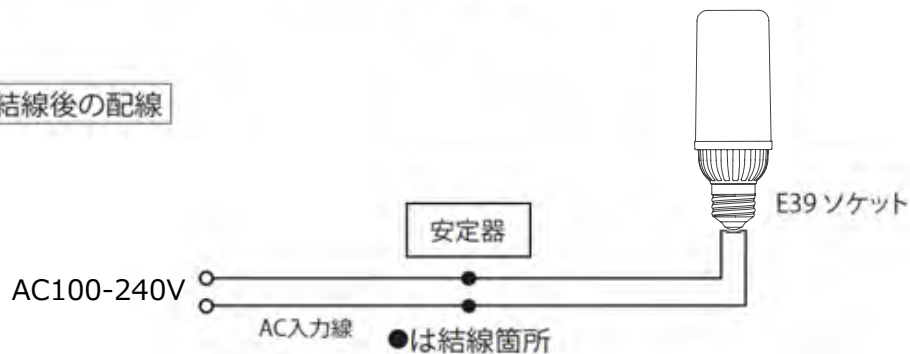 結線後の配線
E39 ソケット
安定器
AC100-240V
AC入力線
●は結線箇所